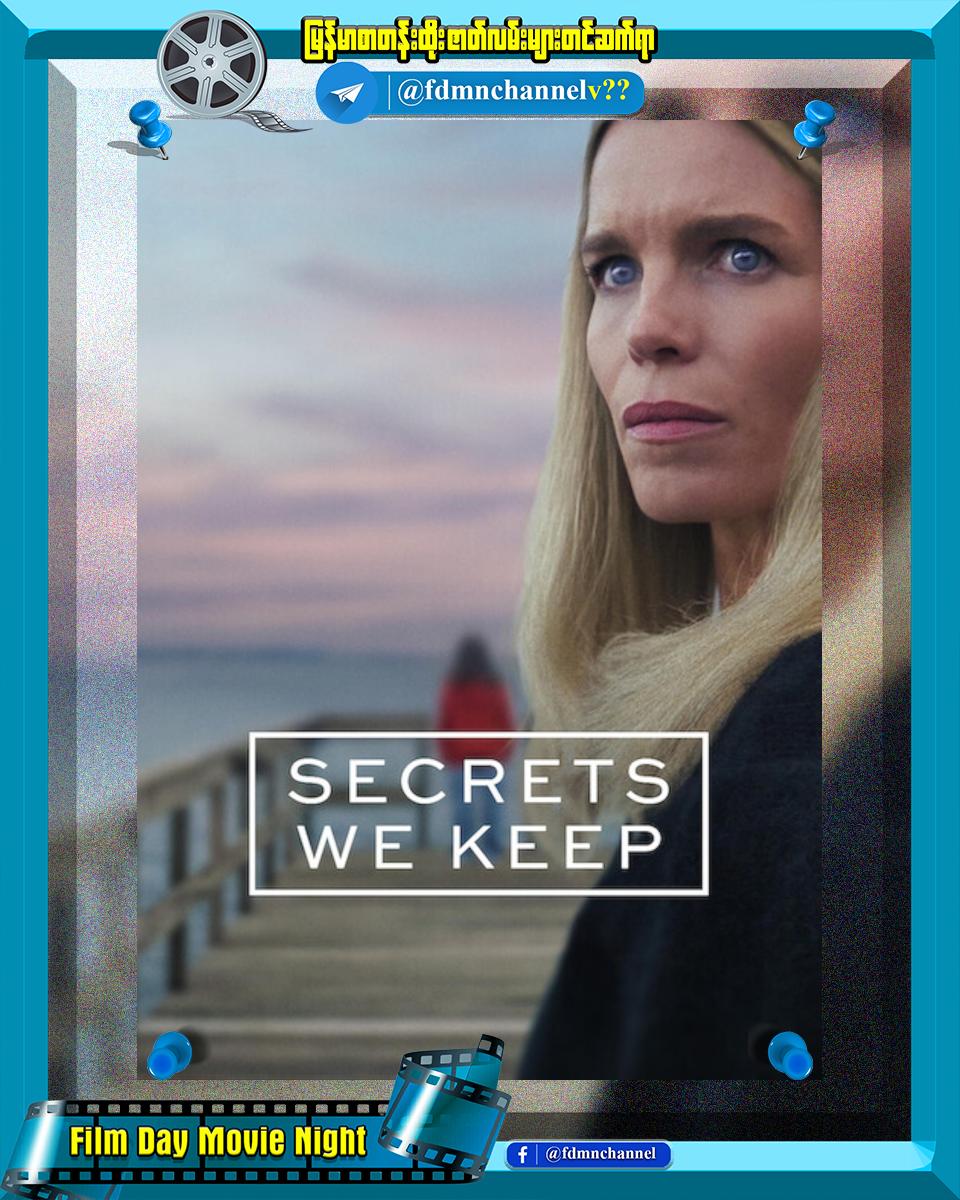 မြန်မာစာတန်းထိုးဇာတ်လမ်းများတင်ဆက်ရာ
@fdmnchannelv??
SECRETS
WE KEEP
Film Day Movie Night
@fdmnchannel